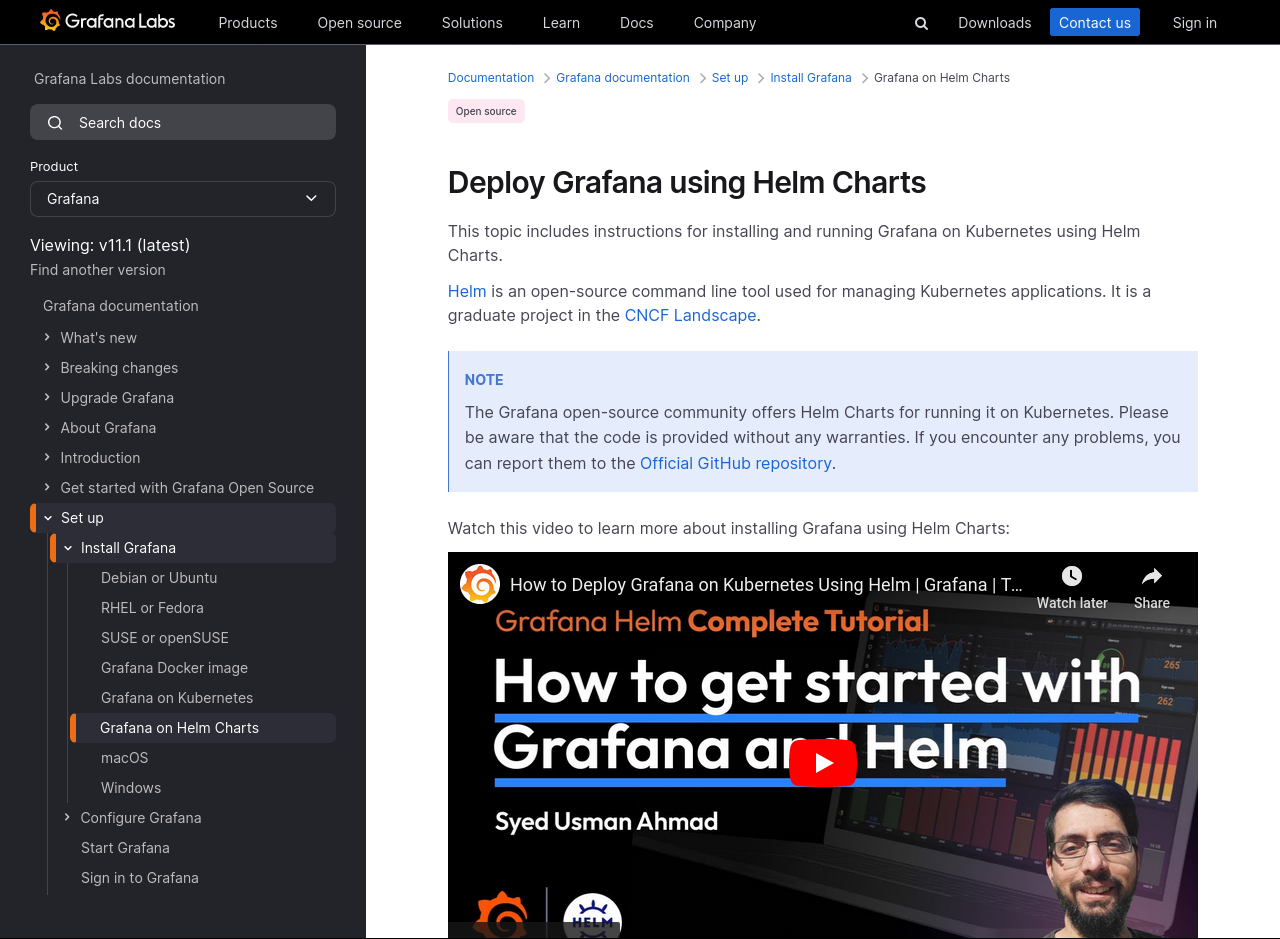 Grafana Labs
Products
Open source
Solutions
Learn
Docs
Company
Downloads
Contact us
Sign in
Grafana Labs documentation
Search docs
Product
Grafana
Viewing: v11.1 (latest)
Find another version
Grafana documentation
What's new
Breaking changes
Upgrade Grafana
About Grafana
Introduction
Get started with Grafana Open Source
Set up
Install Grafana
Debian or Ubuntu
RHEL or Fedora
SUSE or openSUSE
Grafana Docker image
Grafana on Kubernetes
Grafana on Helm Charts
macOS
Windows
Configure Grafana
Start Grafana
Sign in to Grafana
Documentation > Grafana documentation > Set up > Install Grafana > Grafana on Helm Charts
Open source
Deploy Grafana using Helm Charts
This topic includes instructions for installing and running Grafana on Kubernetes using Helm
Charts.
Helm is an open-source command line tool used for managing Kubernetes applications. It is a
graduate project in the CNCF Landscape.
NOTE
The Grafana open-source community offers Helm Charts for running it on Kubernetes. Please
be aware that the code is provided without any warranties. If you encounter any problems, you
can report them to the Official GitHub repository.
Watch this video to learn more about installing Grafana using Helm Charts:
How to Deploy Grafana on Kubernetes Using Helm | Grafana | T...
Watch later
Share
Grafana Helm Complete Tutorial
How to get started with
Grafana and Helm
Syed Usman Ahmad
265
262
HELM